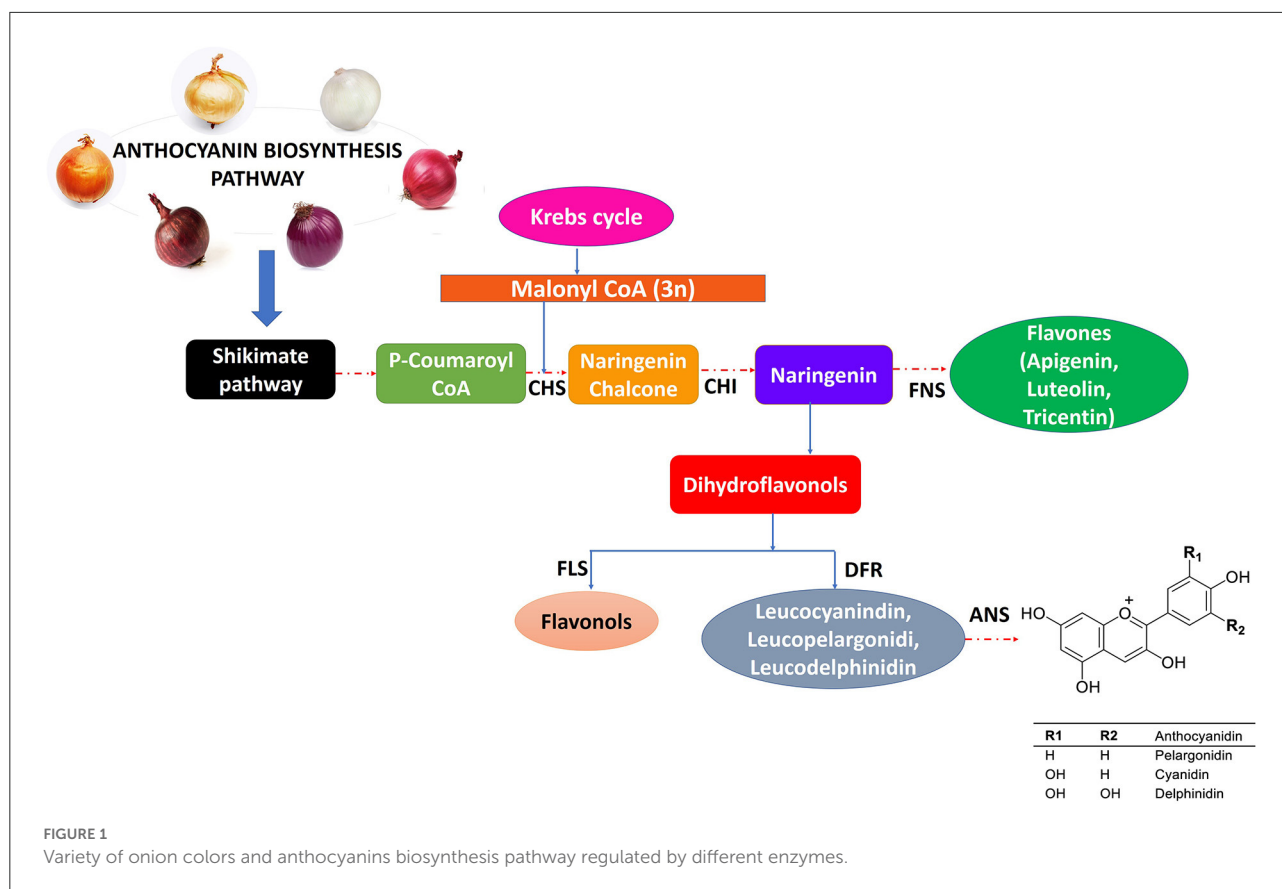 ANTHOCYANIN BIOSYNTHESIS
PATHWAY
Krebs cycle
Malonyl CoA (3n)
Shikimate
pathway
P-Coumaroyl
CoA
CHS
Naringenin
Chalcone
CHI
Naringenin
FNS
Flavones
(Apigenin,
Luteolin,
Tricentin)
Dihydroflavonols
FLS
DFR
Flavonols
Leucocyanindin,
Leucopelargonidi,
Leucodelphinidin
ANS
R1
OH
HO
O
+
R2
OH
OH
R1 R2 Anthocyanidin
H H Pelargonidin
OH H Cyanidin
OH OH Delphinidin
FIGURE 1
Variety of onion colors and anthocyanins biosynthesis pathway regulated by different enzymes.